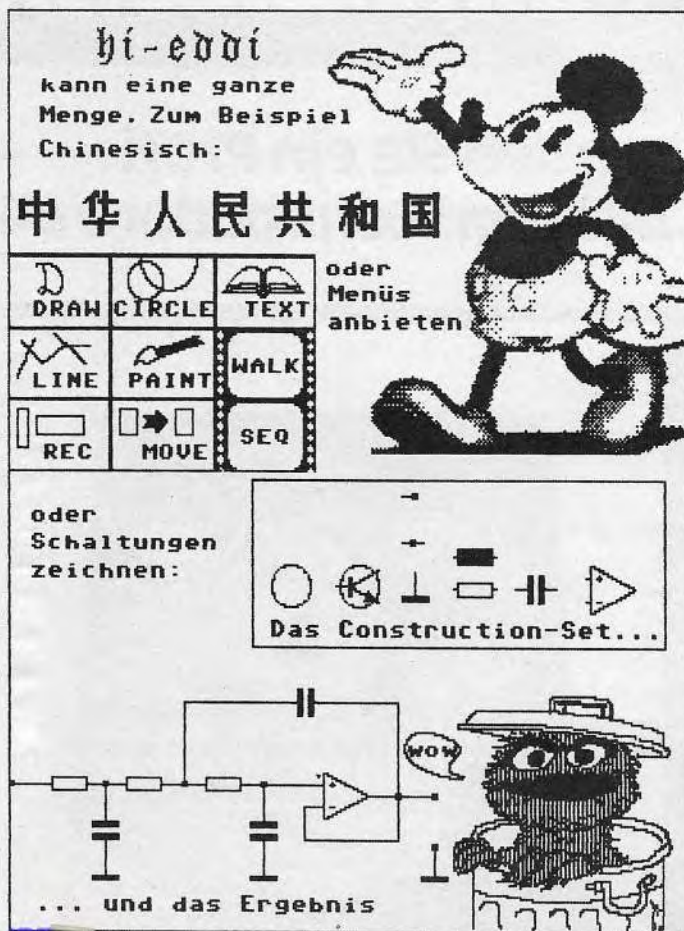 hi-eddi
kann eine ganze
Menge. Zum Beispiel
Chinesisch:
中华人民共和国
DRAW CIRCLE TEXT
LINE PAINT WALK
REC MOVE SEQ
oder
Menüs
anbieten
oder
Schaltungen
zeichnen:
Das Construction-Set...
WOW
... und das Ergebnis